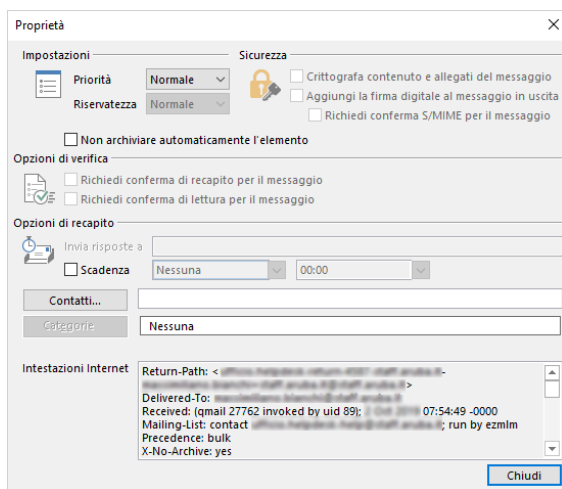 Proprietà
Impostazioni
Sicurezza
Priorità Normale
Riservatezza Normale
Crittografa contenuto e allegati del messaggio
Aggiungi la firma digitale al messaggio in uscita
Richiedi conferma S/MIME per il messaggio
Non archiviare automaticamente l'elemento
Opzioni di verifica
Richiedi conferma di recapito per il messaggio
Richiedi conferma di lettura per il messaggio
Opzioni di recapito
Invia risposte a
Scadenza Nessuna 00:00
Contatti...
Categorie Nessuna
Intestazioni Internet
Return-Path: <
>
Delivered-To:
Received: (qmail 27762 invoked by uid 89); 07:54:49 -0000
Mailing-List: contact ; run by ezmlm
Precedence: bulk
X-No-Archive: yes
Chiudi